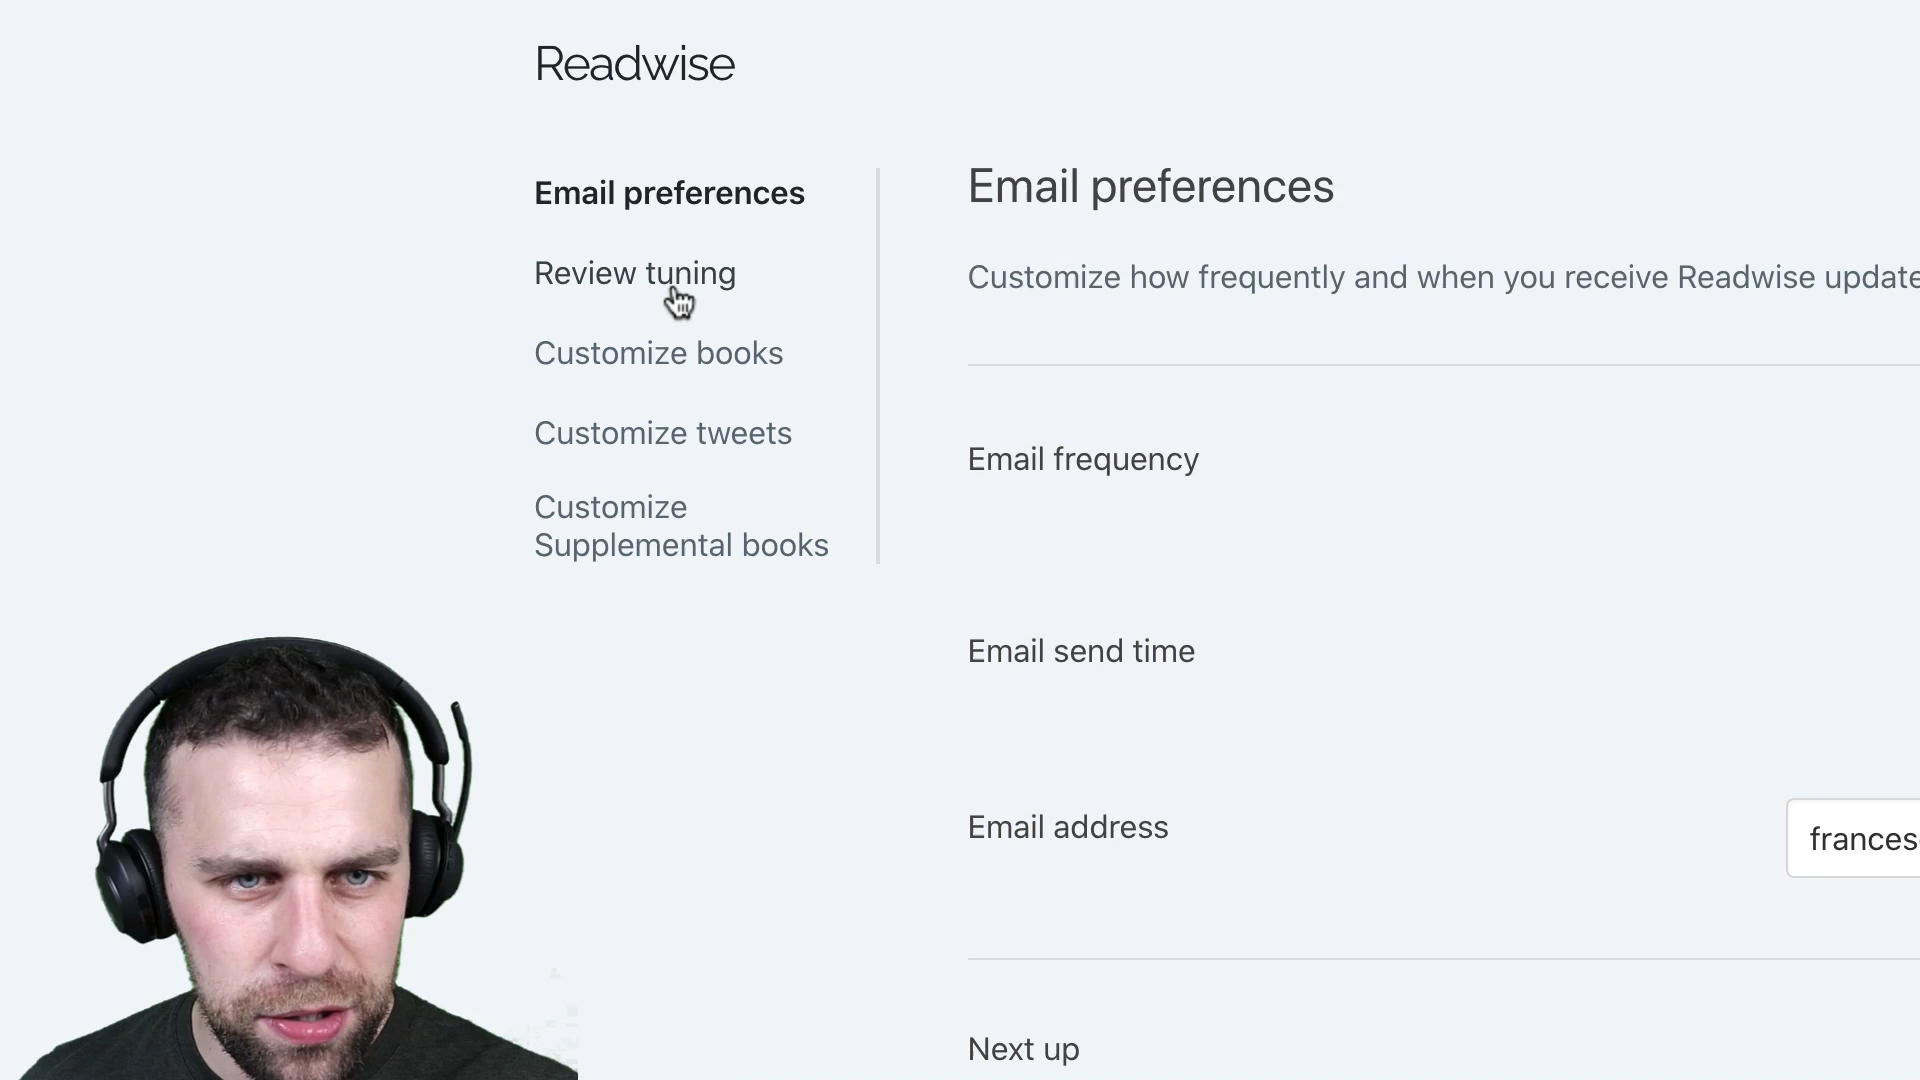 Readwise
Email preferences
Review tuning
Customize books
Customize tweets
Customize
Supplemental books
Email preferences
Customize how frequently and when you receive Readwise update
Email frequency
Email send time
Email address
frances
Next up